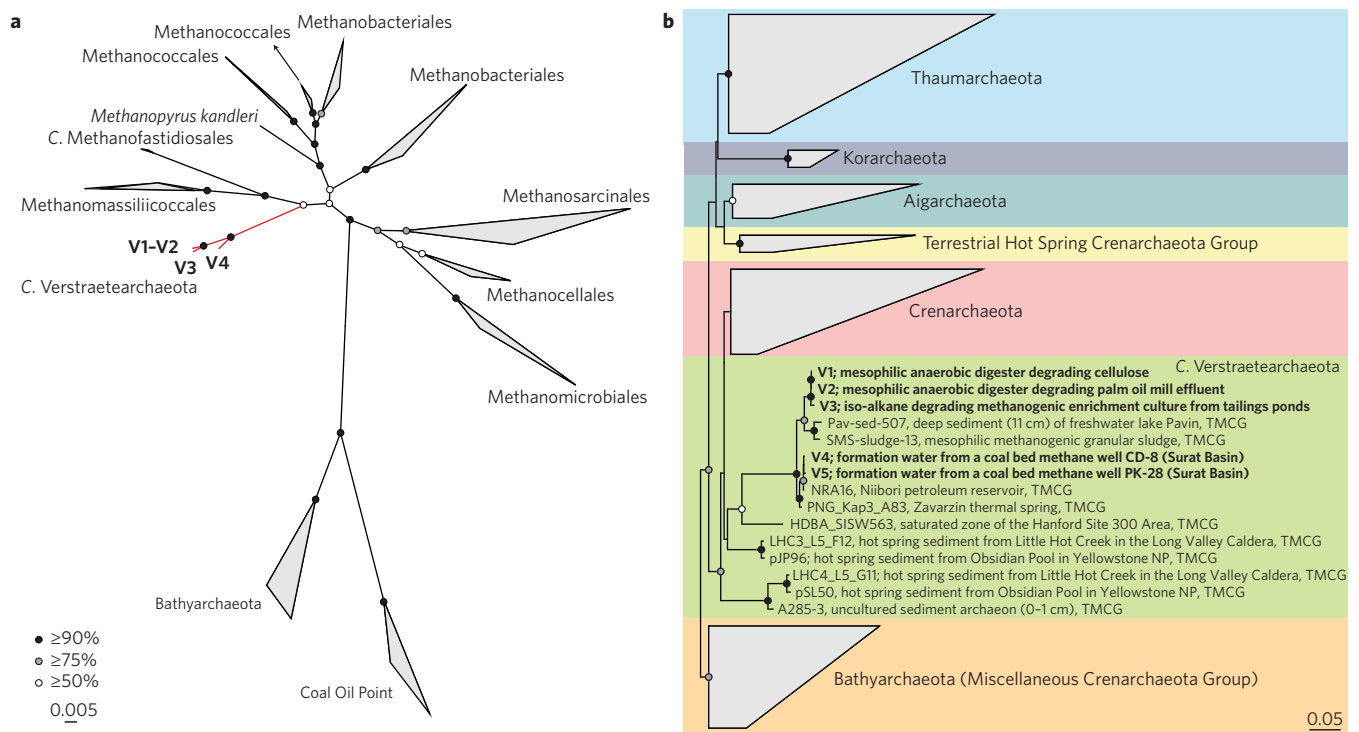 a
Methanobacteriales
Methanococcales
Methanococcales
Methanobacteriales
Methanopyrus kandleri
C. Methanofastidiosales
Methanomassiliicoccales
Methanosarcinales
V1–V2
V3
V4
C. Verstraetearchaeota
Methanocellales
Methanomicrobiales
Bathyarchaeota
Coal Oil Point
≥90%
≥75%
≥50%
0.005
b
Thaumarchaeota
Korarchaeota
Aigarchaeota
Terrestrial Hot Spring Crenarchaeota Group
Crenarchaeota
C. Verstraetearchaeota
V1; mesophilic anaerobic digester degrading cellulose
V2; mesophilic anaerobic digester degrading palm oil mill effluent
V3; iso-alkane degrading methanogenic enrichment culture from tailings ponds
Pav-sed-507, deep sediment (11 cm) of freshwater lake Pavin, TMCG
SMS-sludge-13, mesophilic methanogenic granular sludge, TMCG
V4; formation water from a coal bed methane well CD-8 (Surat Basin)
V5; formation water from a coal bed methane well PK-28 (Surat Basin)
NRA16, Niibori petroleum reservoir, TMCG
PNG_Kap3_A83, Zavarzin thermal spring, TMCG
HDBA_SISW563, saturated zone of the Hanford Site 300 Area, TMCG
LHC3_L5_F12, hot spring sediment from Little Hot Creek in the Long Valley Caldera, TMCG
pJP96; hot spring sediment from Obsidian Pool in Yellowstone NP, TMCG
LHC4_L5_G11; hot spring sediment from Little Hot Creek in the Long Valley Caldera, TMCG
pSL50, hot spring sediment from Obsidian Pool in Yellowstone NP, TMCG
A285-3, uncultured sediment archaeon (0–1 cm), TMCG
Bathyarchaeota (Miscellaneous Crenarchaeota Group)
0.05